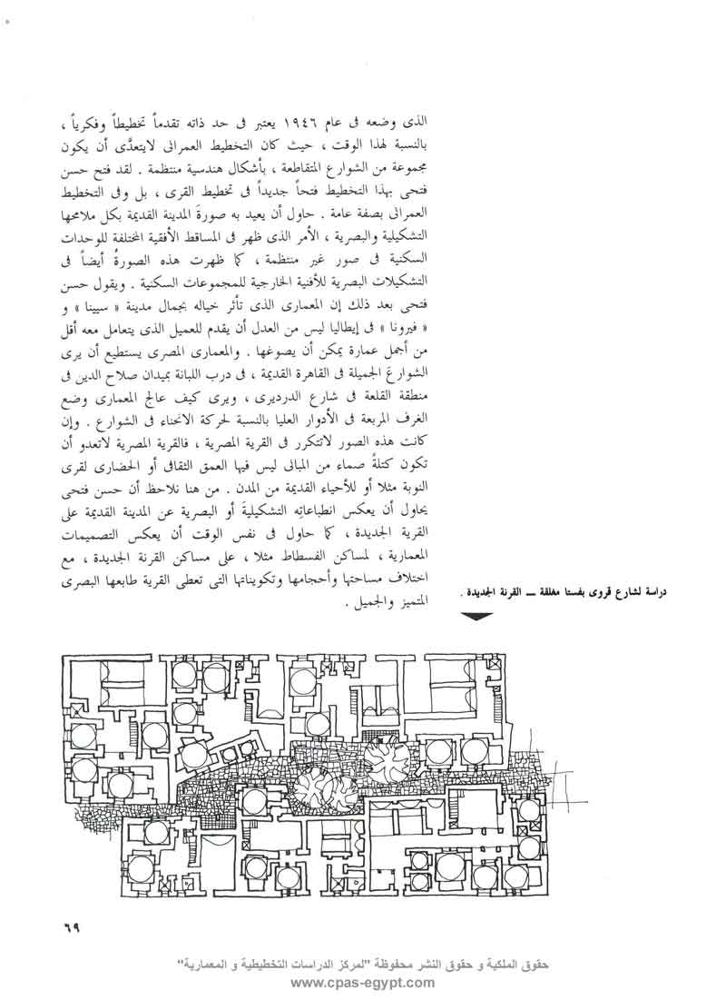 الذى وضعه فى عام ١٩٤٦ يعتبر فى حد ذاته تقدماً تخطيطاً وفكرياً ،
بالنسبة لهذا الوقت ، حيث كان التخطيط العمرانى لايتعدَّى أن يكون
مجموعة من الشوارع المتقاطعة ، بأشكال هندسية منتظمة . لقد فتح حسن
فتحى بهذا التخطيط فتحاً جديداً فى تخطيط القرى ، بل وفى التخطيط
العمرانى بصفة عامة . حاول أن يعيد به صورةَ المدينة القديمة بكل ملامحها
التشكيلية والبصرية ، الأمر الذى ظهر فى المساقط الأفقية المختلفة للوحدات
السكنية فى صور غير منتظمة ، كما ظهرت هذه الصورةُ أيضاً فى
التشكيلات البصرية للأفنية الخارجية للمجموعات السكنية . ويقول حسن
فتحى بعد ذلك إن المعمارى الذى تأثر خياله بجمال مدينة « سيينا » و
« فيرونا » فى إيطاليا ليس من العدل أن يقدم للعميل الذى يتعامل معه أقل
من أجمل عمارة يمكن أن يصوغها . والمعمارى المصرى يستطيع أن يرى
الشوارعَ الجميلة فى القاهرة القديمة ، فى درب اللبانة بميدان صلاح الدين فى
منطقة القلعة فى شارع الدرديرى ، ويرى كيف عالج المعمارى وضع
الغرف المربعة فى الأدوار العليا بالنسبة لحركة الانحناء فى الشوارع . وإن
كانت هذه الصور لاتتكرر فى القرية المصرية ، فالقرية المصرية لاتعدو أن
تكون كتلةً صماء من المبانى ليس فيها العمق الثقافى أو الحضارى لقرى
النوبة مثلا أو للأحياء القديمة من المدن . من هنا نلاحظ أن حسن فتحى
يحاول أن يعكس انطباعاتِه التشكيليةَ أو البصرية عن المدينة القديمة على
القرية الجديدة ، كما حاول فى نفس الوقت أن يعكس التصميمات
المعمارية ، لمساكن الفسطاط مثلا ، على مساكن القرنة الجديدة ، مع
اختلاف مساحتها وأحجامها وتكويناتها التى تعطى القرية طابعها البصرى
المتميز والجميل .
دراسة لشارع قروى بفستا مغلقة ــ القرنة الجديدة .
٦٩
حقوق الملكية و حقوق النشر محفوظة "لمركز الدراسات التخطيطية و المعمارية"
www.cpas-egypt.com